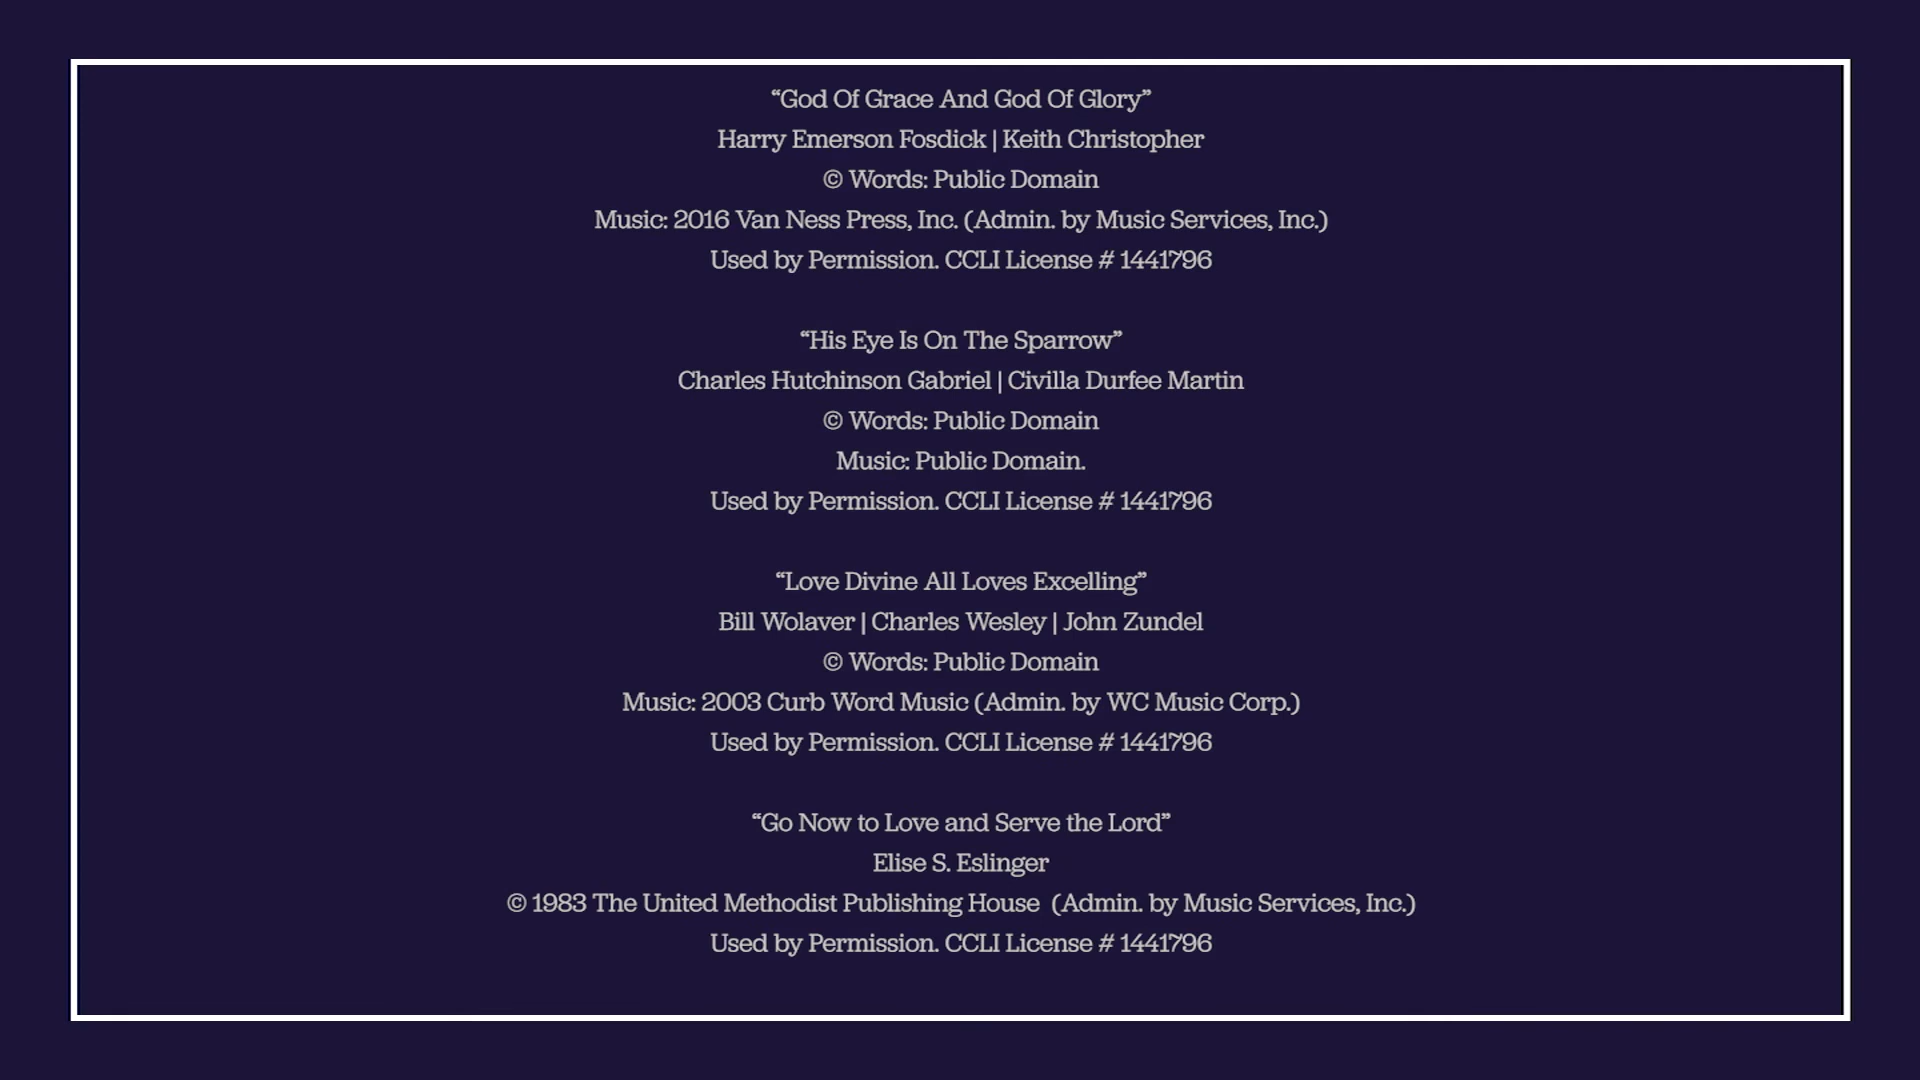 “God Of Grace And God Of Glory”
Harry Emerson Fosdick | Keith Christopher
© Words: Public Domain
Music: 2016 Van Ness Press, Inc. (Admin. by Music Services, Inc.)
Used by Permission. CCLI License # 1441796
“His Eye Is On The Sparrow”
Charles Hutchinson Gabriel | Civilla Durfee Martin
© Words: Public Domain
Music: Public Domain.
Used by Permission. CCLI License # 1441796
“Love Divine All Loves Excelling”
Bill Wolaver | Charles Wesley | John Zundel
© Words: Public Domain
Music: 2003 Curb Word Music (Admin. by WC Music Corp.)
Used by Permission. CCLI License # 1441796
“Go Now to Love and Serve the Lord”
Elise S. Eslinger
© 1983 The United Methodist Publishing House  (Admin. by Music Services, Inc.)
Used by Permission. CCLI License # 1441796